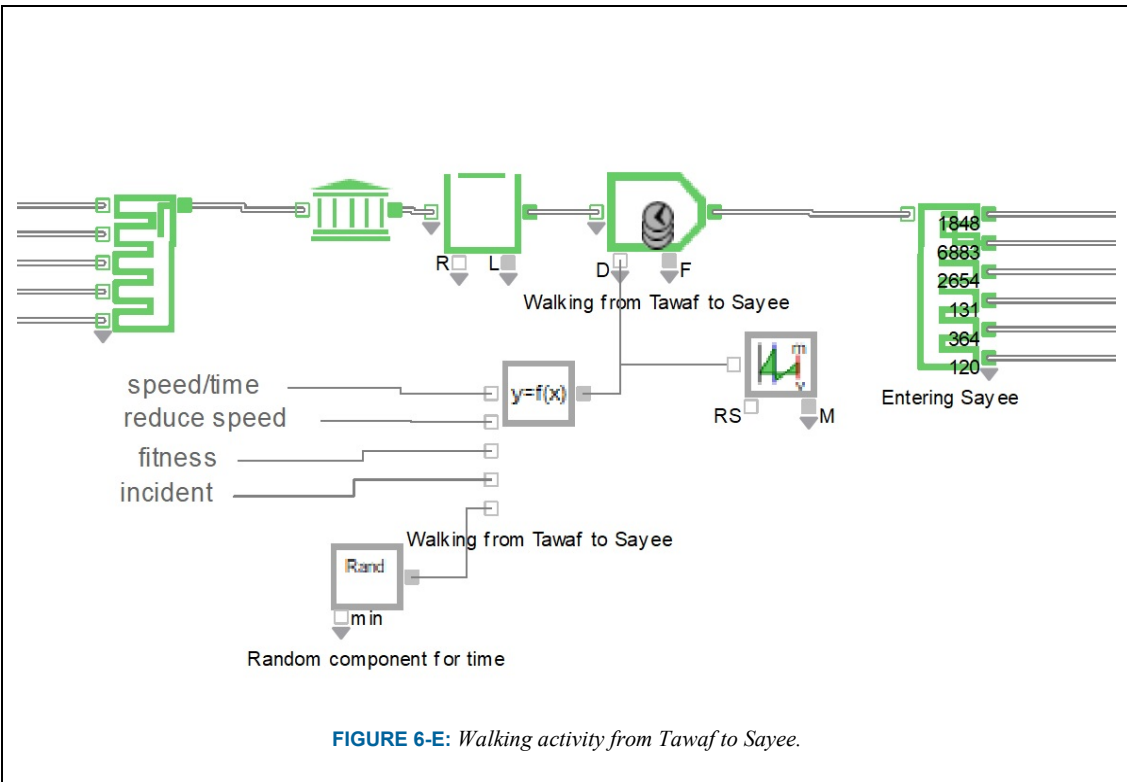 1848
6883
R L
2654
D F
131
Walking from Tawaf to Sayee
364
m
v
120
speed/time
y=f(x)
Entering Sayee
reduce speed
RS M
fitness
incident
Walking from Tawaf to Sayee
Rand
min
Random component for time
FIGURE 6-E: Walking activity from Tawaf to Sayee.